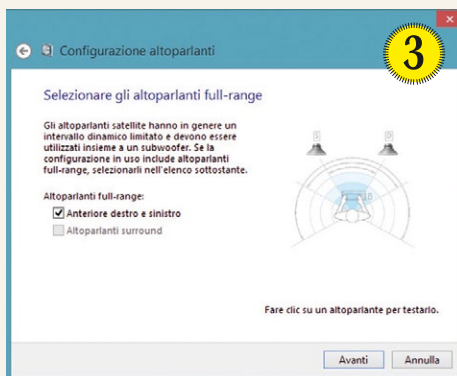 3
Configurazione altoparlanti
Selezionare gli altoparlanti full-range
Gli altoparlanti satellite hanno in genere un
intervallo dinamico limitato e devono essere
utilizzati insieme a un subwoofer. Se la
configurazione in uso include altoparlanti
full-range, selezionarli nell'elenco sottostante.
Altoparlanti full-range:
Anteriore destro e sinistro
Altoparlanti surround
S D
Fare clic su un altoparlante per testarlo.
Avanti Annulla